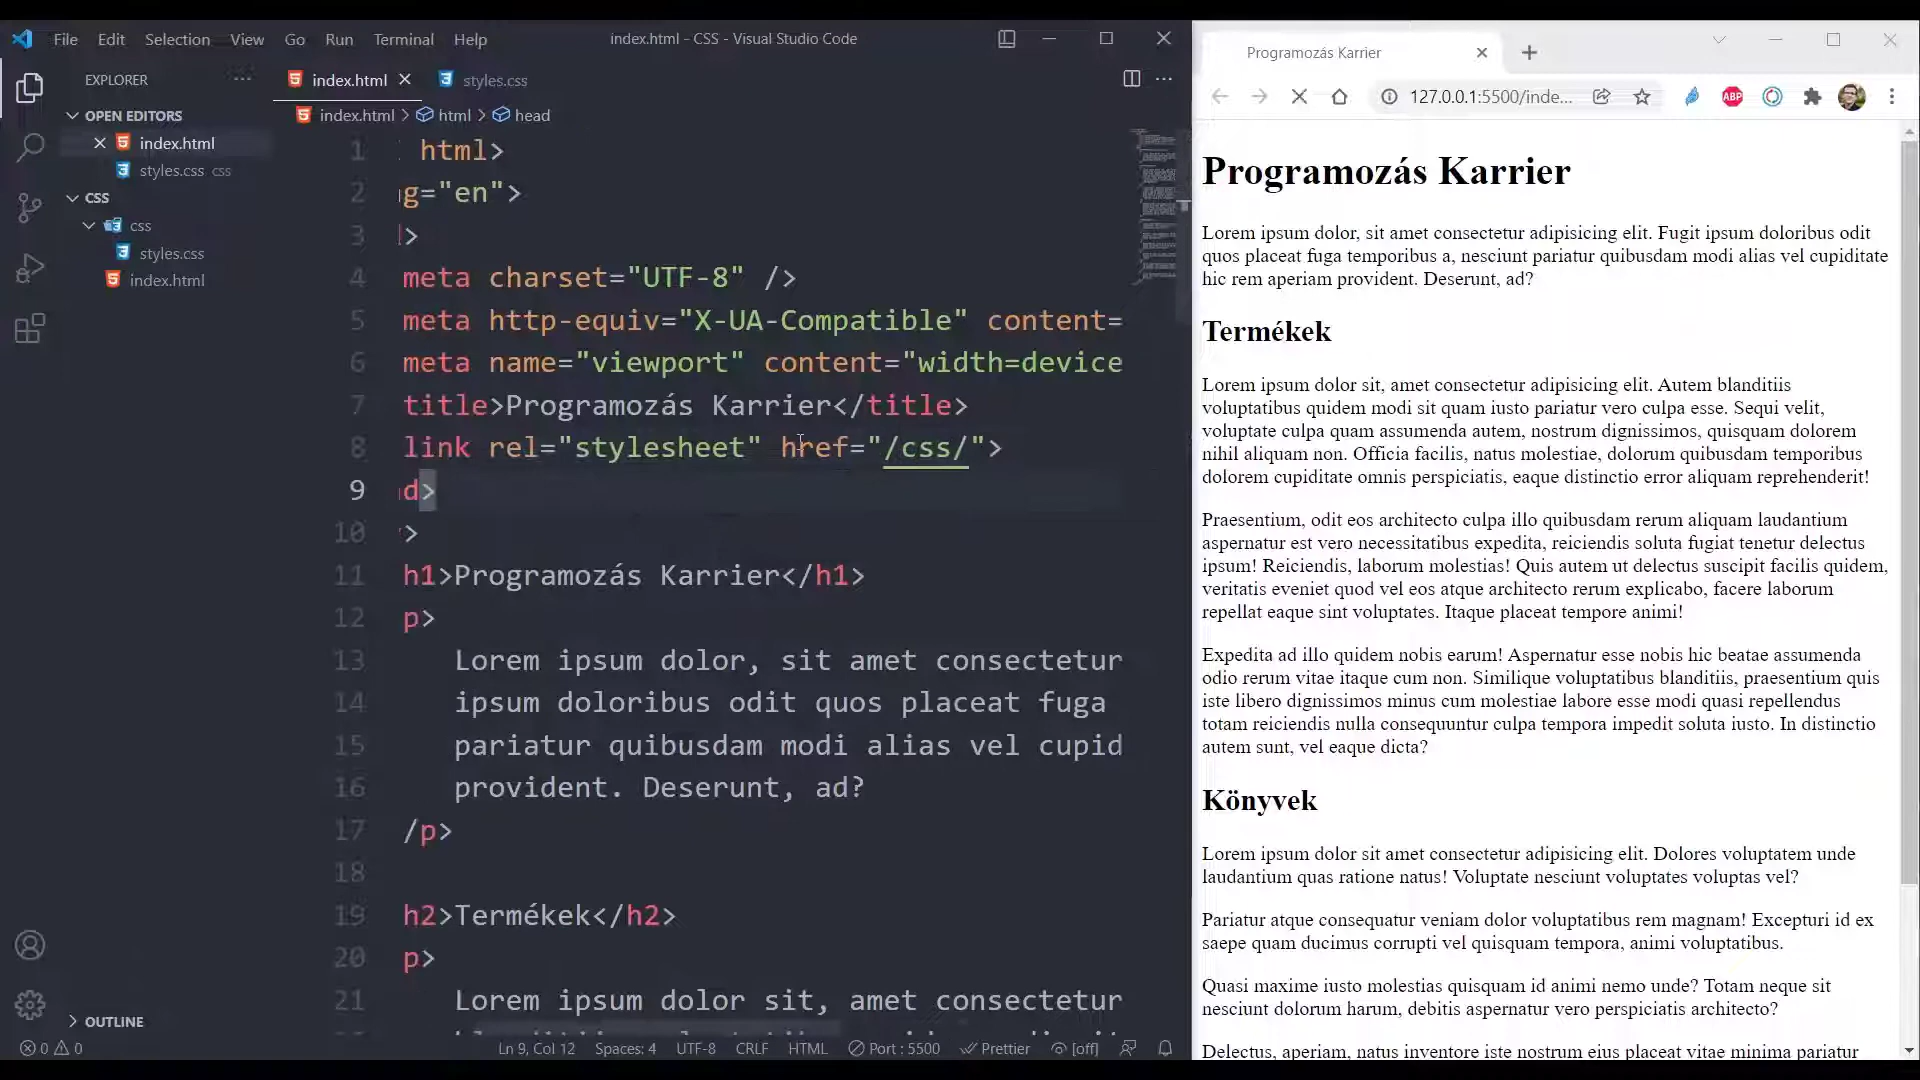 File Edit Selection View Go Run Terminal Help
index.html - CSS - Visual Studio Code
EXPLORER
OPEN EDITORS
index.html
styles.css css
CSS
css
styles.css
index.html
OUTLINE
index.html
styles.css
index.html > html > head
1 html>
2 g="en">
3 >
4 meta charset="UTF-8" />
5 meta http-equiv="X-UA-Compatible" content=
6 meta name="viewport" content="width=device
7 title>Programozás Karrier</title>
8 link rel="stylesheet" href="/css/">
9 d>
10 >
11 h1>Programozás Karrier</h1>
12 p>
13 Lorem ipsum dolor, sit amet consectetur
14 ipsum doloribus odit quos placeat fuga
15 pariatur quibusdam modi alias vel cupid
16 provident. Deserunt, ad?
17 /p>
18
19 h2>Termékek</h2>
20 p>
21 Lorem ipsum dolor sit, amet consectetur
0 0
Ln 9, Col 12 Spaces: 4 UTF-8 CRLF HTML Port : 5500 Prettier [off]
Programozás Karrier
127.0.0.1:5500/inde...
ABP
Programozás Karrier
Lorem ipsum dolor, sit amet consectetur adipisicing elit. Fugit ipsum doloribus odit
quos placeat fuga temporibus a, nesciunt pariatur quibusdam modi alias vel cupiditate
hic rem aperiam provident. Deserunt, ad?
Termékek
Lorem ipsum dolor sit, amet consectetur adipisicing elit. Autem blanditiis
voluptatibus quidem modi sit quam iusto pariatur vero culpa esse. Sequi velit,
voluptate culpa quam assumenda autem, nostrum dignissimos, quisquam dolorem
nihil aliquam non. Officia facilis, natus molestiae, dolorum quibusdam temporibus
dolorem cupiditate omnis perspiciatis, eaque distinctio error aliquam reprehenderit!
Praesentium, odit eos architecto culpa illo quibusdam rerum aliquam laudantium
aspernatur est vero necessitatibus expedita, reiciendis soluta fugiat tenetur delectus
ipsum! Reiciendis, laborum molestias! Quis autem ut delectus suscipit facilis quidem,
veritatis eveniet quod vel eos atque architecto rerum explicabo, facere laborum
repellat eaque sint voluptates. Itaque placeat tempore animi!
Expedita ad illo quidem nobis earum! Aspernatur esse nobis hic beatae assumenda
odio rerum vitae itaque cum non. Similique voluptatibus blanditiis, praesentium quis
iste libero dignissimos minus cum molestiae labore esse modi quasi repellendus
totam reiciendis nulla consequuntur culpa tempora impedit soluta iusto. In distinctio
autem sunt, vel eaque dicta?
Könyvek
Lorem ipsum dolor sit amet consectetur adipisicing elit. Dolores voluptatem unde
laudantium quas ratione natus! Voluptate nesciunt voluptates voluptas vel?
Pariatur atque consequatur veniam dolor voluptatibus rem magnam! Excepturi id ex
saepe quam ducimus corrupti vel quisquam tempora, animi voluptatibus.
Quasi maxime iusto molestias quisquam id animi nemo unde? Totam neque sit
nesciunt dolorum harum, debitis aspernatur vero perspiciatis architecto?
Delectus, aperiam, natus inventore iste nostrum eius placeat vitae minima pariatur